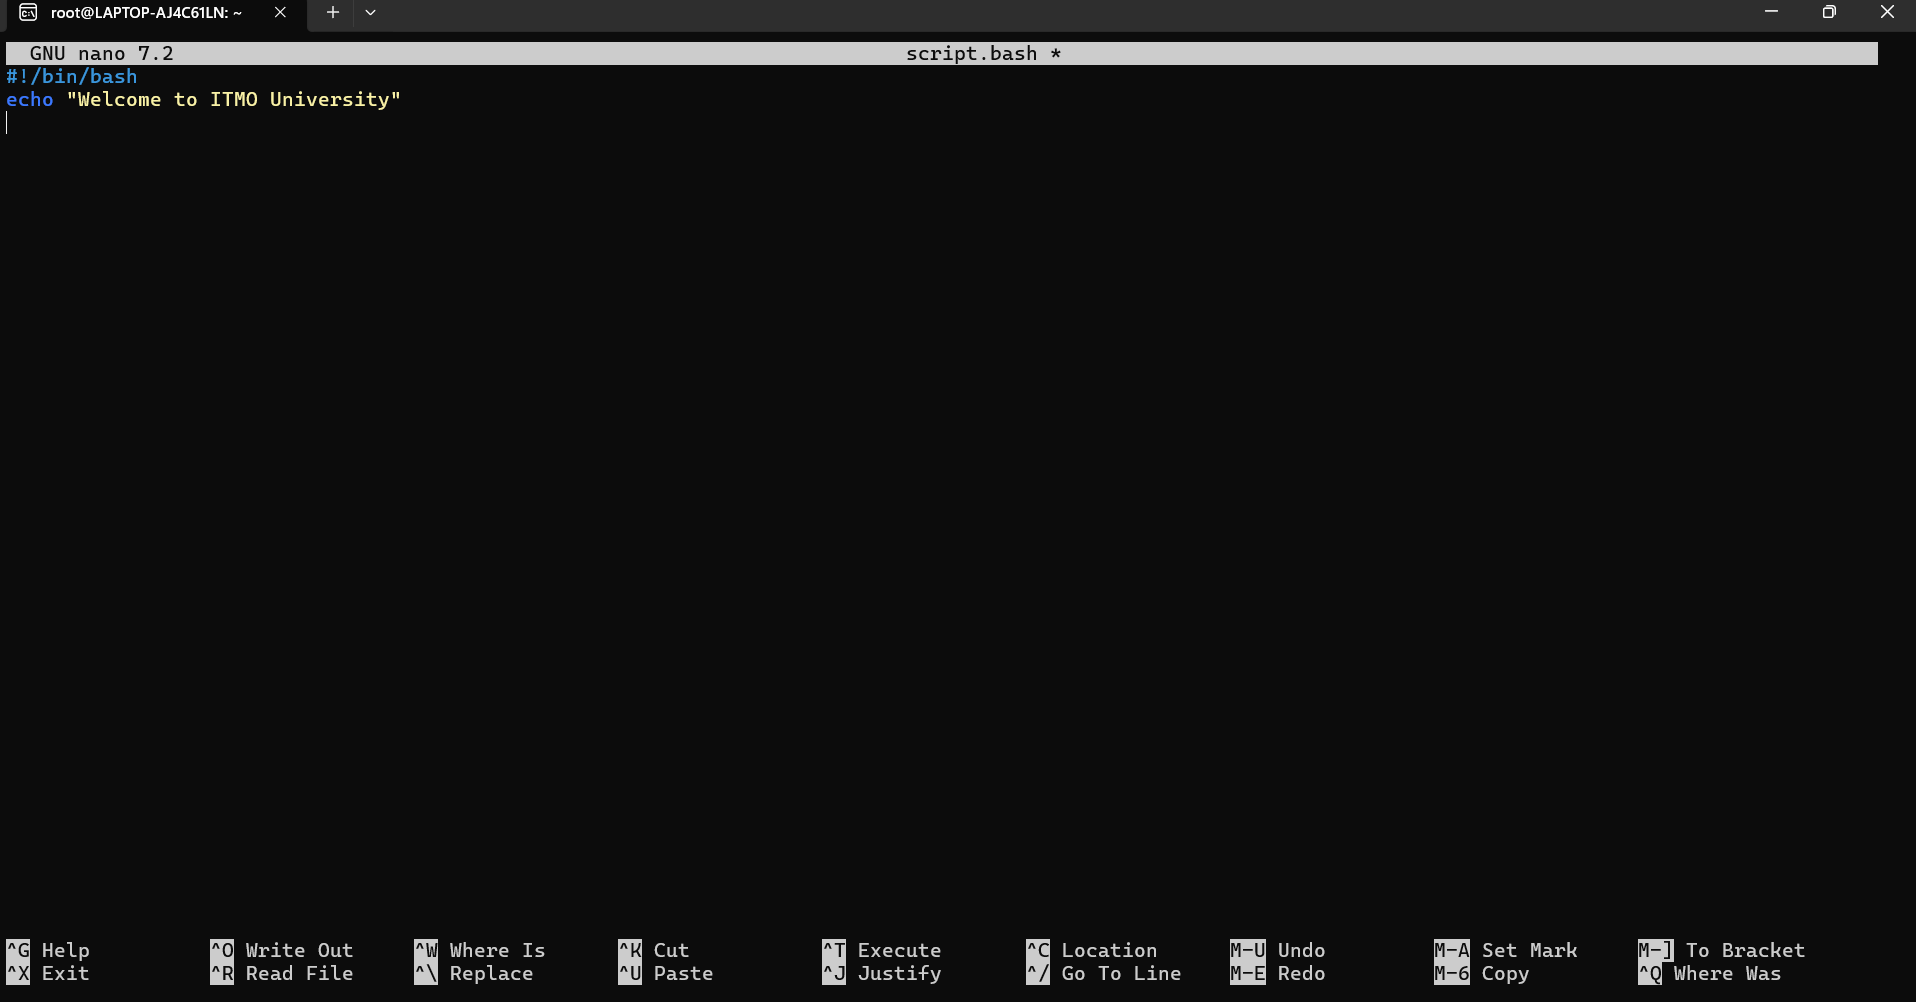 root@LAPTOP-AJ4C61LN: ~
GNU nano 7.2 script.bash *
#!/bin/bash
echo "Welcome to ITMO University"
^G Help ^O Write Out ^W Where Is ^K Cut ^T Execute ^C Location M-U Undo M-A Set Mark M-] To Bracket
^X Exit ^R Read File ^\ Replace ^U Paste ^J Justify ^/ Go To Line M-E Redo M-6 Copy ^Q Where Was